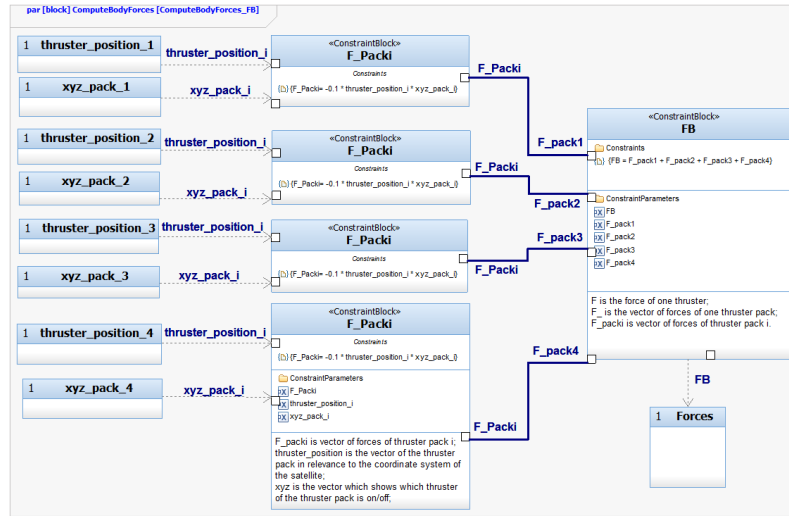 par [block] ComputeBodyForces [ComputeBodyForces_FB]
1 thruster_position_1
thruster_position_i
1 xyz_pack_1
xyz_pack_i
«ConstraintBlock»
F_Packi
Constraints
{F_Packi= -0.1 * thruster_position_i * xyz_pack_i}
F_Packi
F_pack1
1 thruster_position_2
thruster_position_i
1 xyz_pack_2
xyz_pack_i
«ConstraintBlock»
F_Packi
Constraints
{F_Packi= -0.1 * thruster_position_i * xyz_pack_i}
F_Packi
F_pack2
1 thruster_position_3
thruster_position_i
1 xyz_pack_3
xyz_pack_i
«ConstraintBlock»
F_Packi
Constraints
{F_Packi= -0.1 * thruster_position_i * xyz_pack_i}
F_Packi
F_pack3
1 thruster_position_4
thruster_position_i
1 xyz_pack_4
xyz_pack_i
«ConstraintBlock»
F_Packi
Constraints
{F_Packi= -0.1 * thruster_position_i * xyz_pack_i}
ConstraintParameters
F_Packi
thruster_position_i
xyz_pack_i
F_packi is vector of forces of thruster pack i;
thruster_position is the vector of the thruster
pack in relevance to the coordinate system of
the satellite;
xyz is the vector which shows which thruster
of the thruster pack is on/off;
F_Packi
F_pack4
«ConstraintBlock»
FB
Constraints
{FB = F_pack1 + F_pack2 + F_pack3 + F_pack4}
ConstraintParameters
FB
F_pack1
F_pack2
F_pack3
F_pack4
F is the force of one thruster;
F_ is the vector of forces of one thruster pack;
F_packi is vector of forces of thruster pack i.
FB
1 Forces